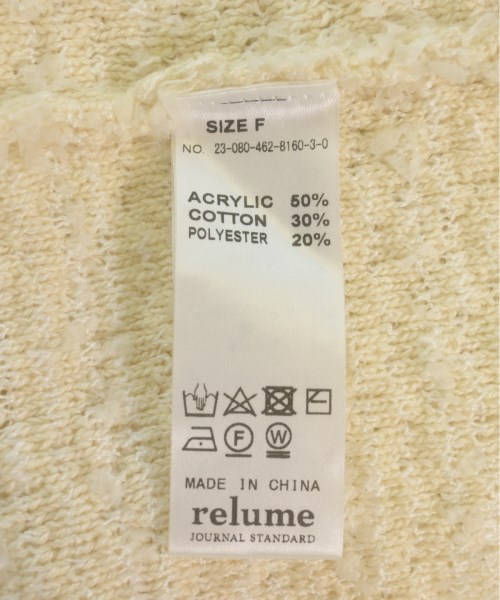 SIZE F
NO. 23-080-462-8160-3-0
ACRYLIC 50%
COTTON 30%
POLYESTER 20%
F W
MADE IN CHINA
relume
JOURNAL STANDARD